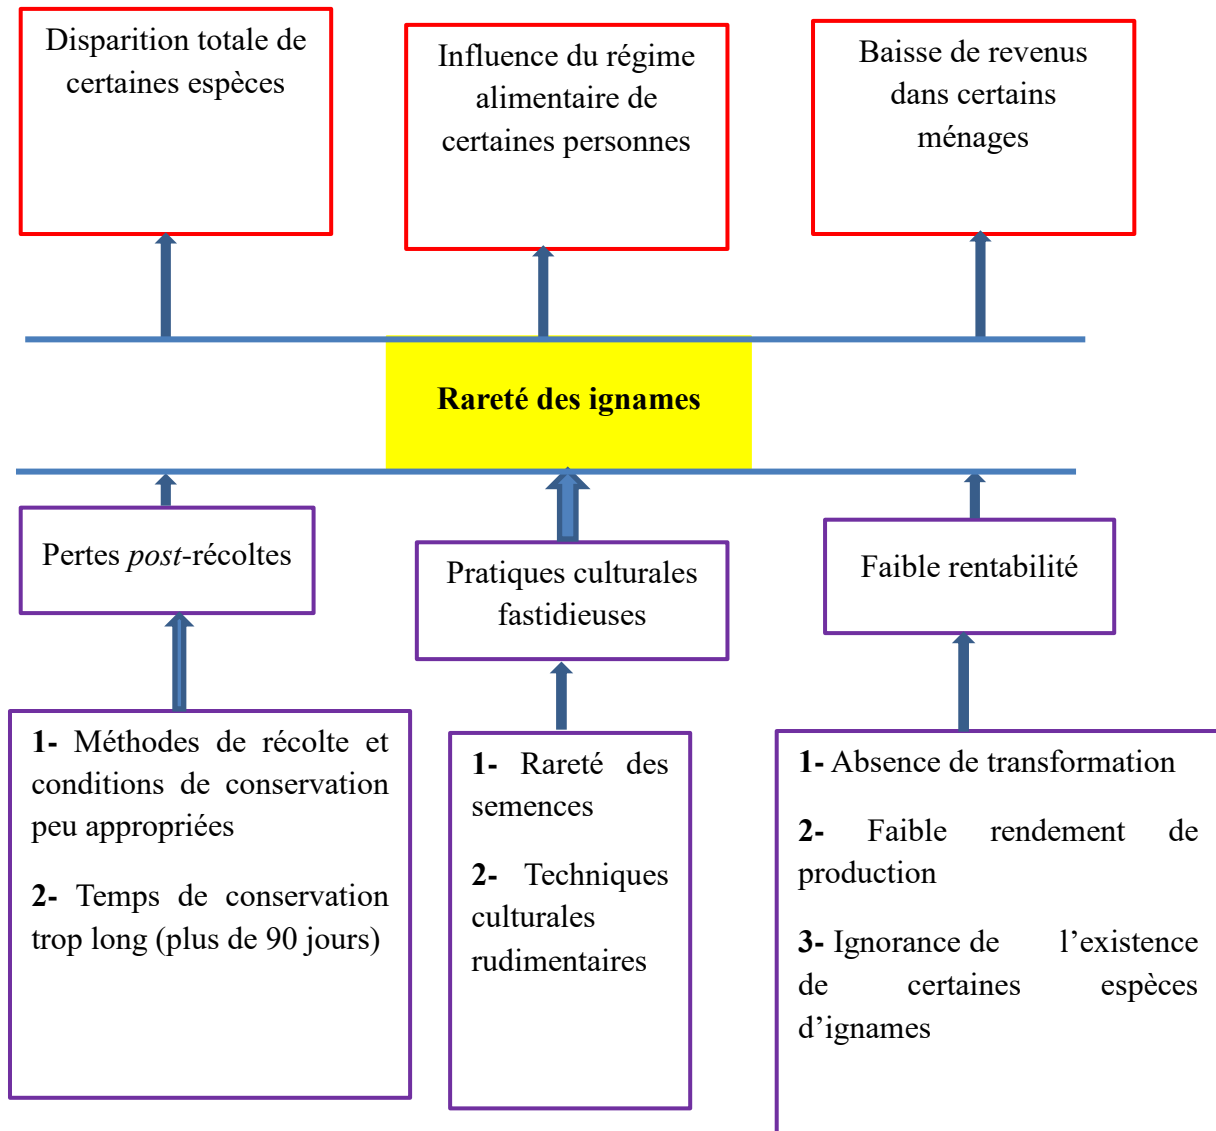 Disparition totale de
certaines espèces
Influence du régime
alimentaire de
certaines personnes
Baisse de revenus
dans certains
ménages
Rareté des ignames
Pertes post-récoltes
Pratiques culturales
fastidieuses
Faible rentabilité
1- Méthodes de récolte et
conditions de conservation
peu appropriées
2- Temps de conservation
trop long (plus de 90 jours)
1- Rareté des
semences
2- Techniques
culturales
rudimentaires
1- Absence de transformation
2- Faible rendement de
production
3- Ignorance de l’existence
de certaines espèces
d’ignames